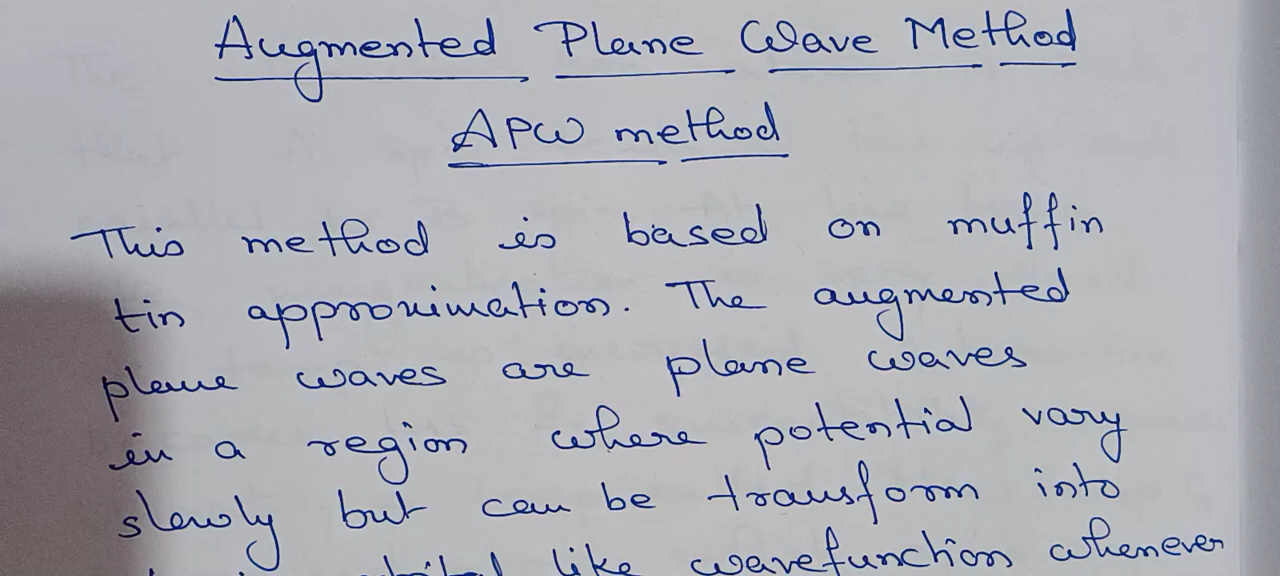 Augmented Plane Wave Method
APW method
This method is based on muffin
tin approximation. The augmented
plane waves are plane waves
in a region where potential vary
slowly but can be transform into
like wavefunction whenever